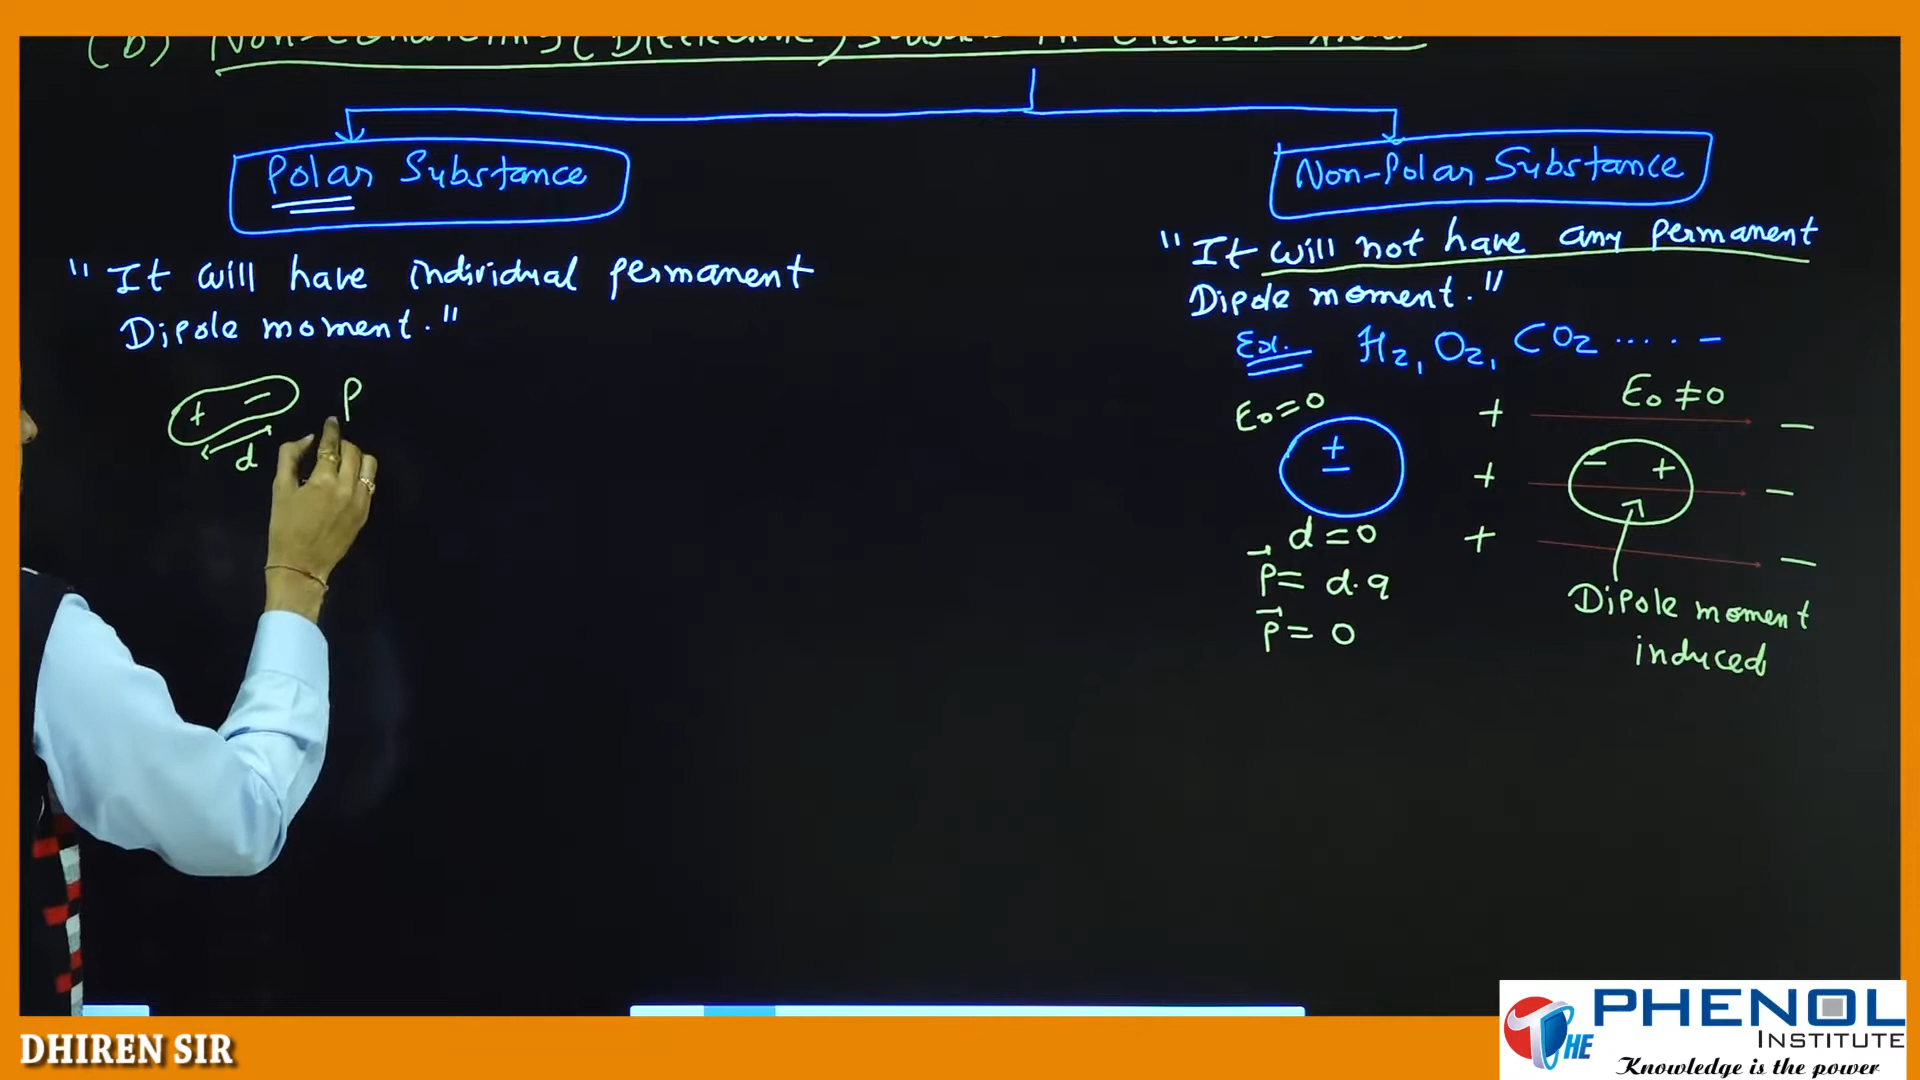 (b) Non-
Polar Substance
"It will have individual permanent
Dipole moment."
+ - P
d
Non-Polar Substance
"It will not have any permanent
Dipole moment."
Ex. H2, O2, CO2 ..... -
E0=0 + E0≠0 -
+ - + - + -
d=0 + -
P= d.q
P= 0
Dipole moment
induced
DHIREN SIR
THE PHENOL
INSTITUTE
Knowledge is the power